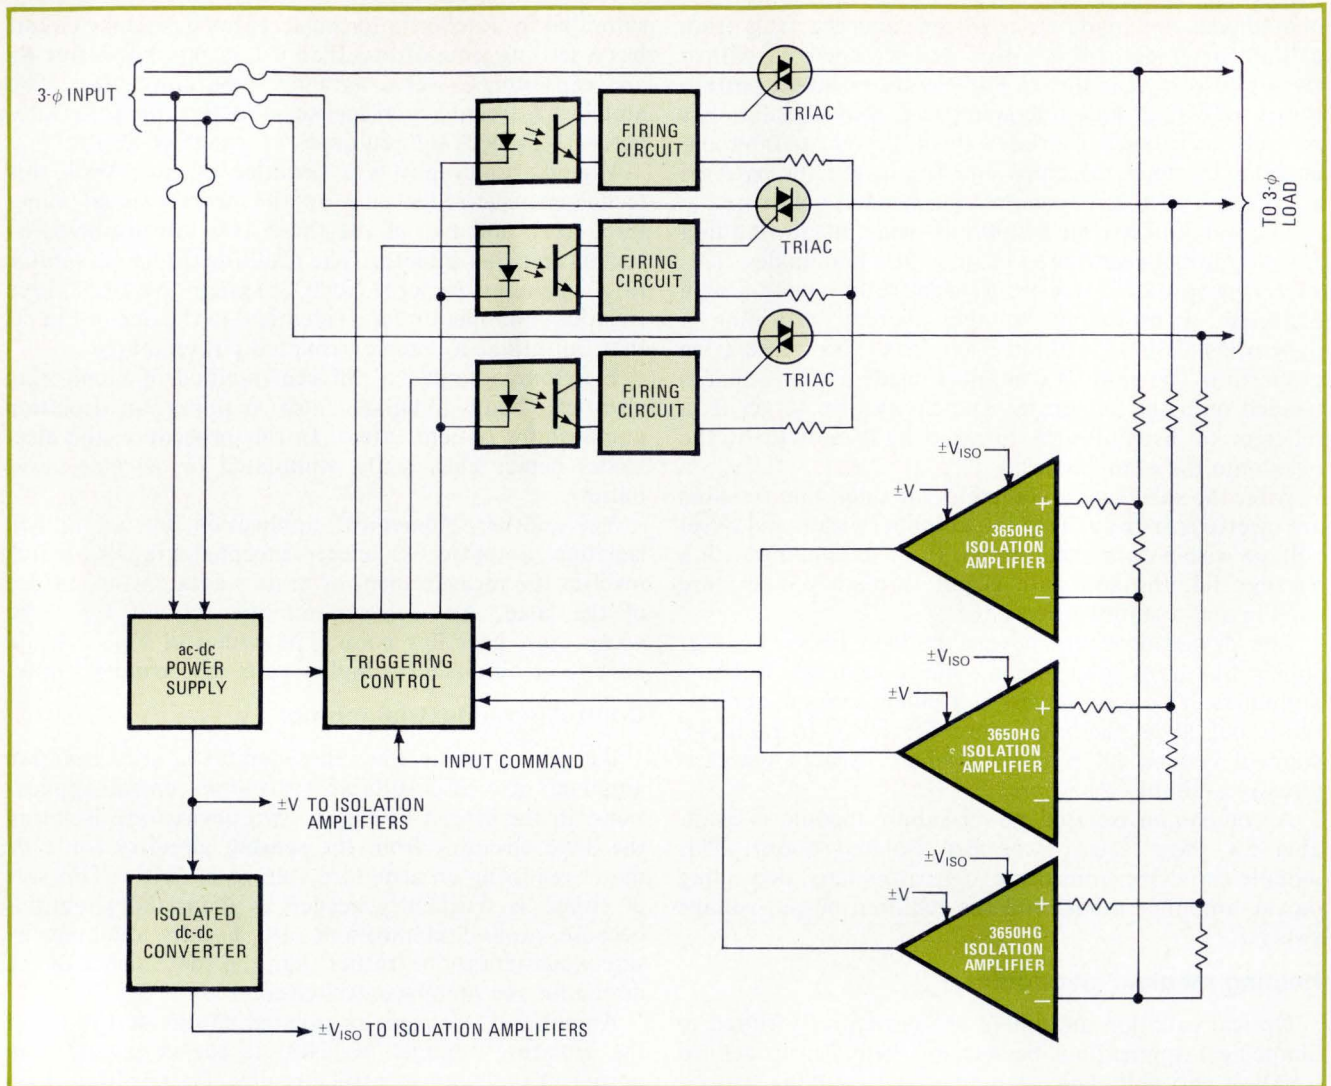 3-ϕ INPUT
TRIAC
FIRING
CIRCUIT
TRIAC
FIRING
CIRCUIT
TRIAC
FIRING
CIRCUIT
TO 3-ϕ
LOAD
±VISO
±V
+
3650HG
ISOLATION
AMPLIFIER
−
±VISO
±V
+
3650HG
ISOLATION
AMPLIFIER
−
±VISO
±V
+
3650HG
ISOLATION
AMPLIFIER
−
ac-dc
POWER
SUPPLY
TRIGGERING
CONTROL
INPUT COMMAND
±V TO ISOLATION
AMPLIFIERS
ISOLATED
dc-dc
CONVERTER
±VISO TO ISOLATION AMPLIFIERS